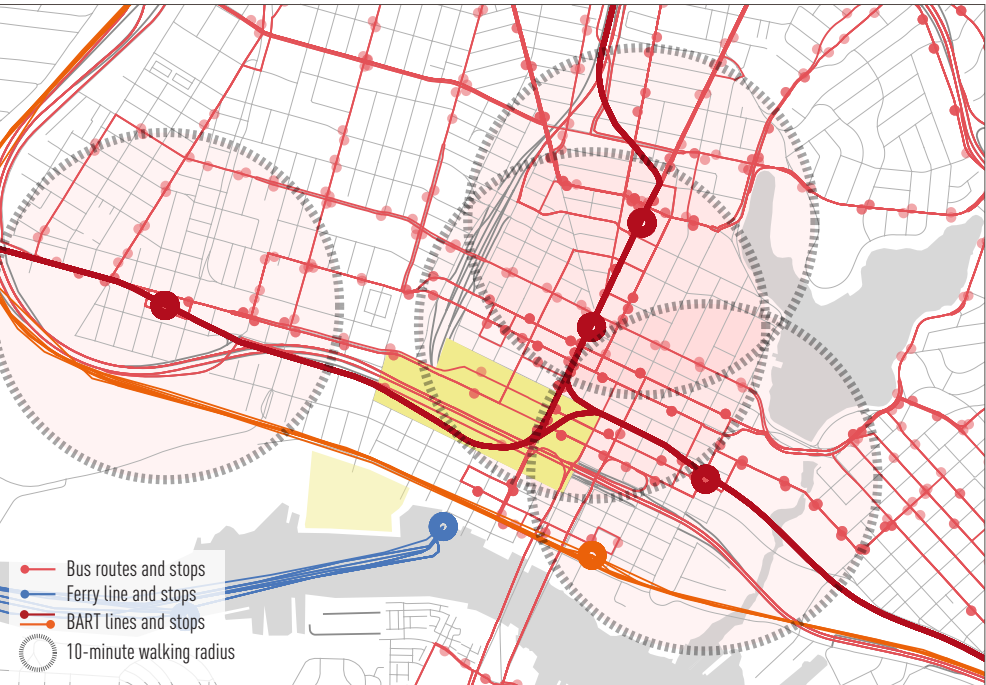 Bus routes and stops
Ferry line and stops
BART lines and stops
10-minute walking radius